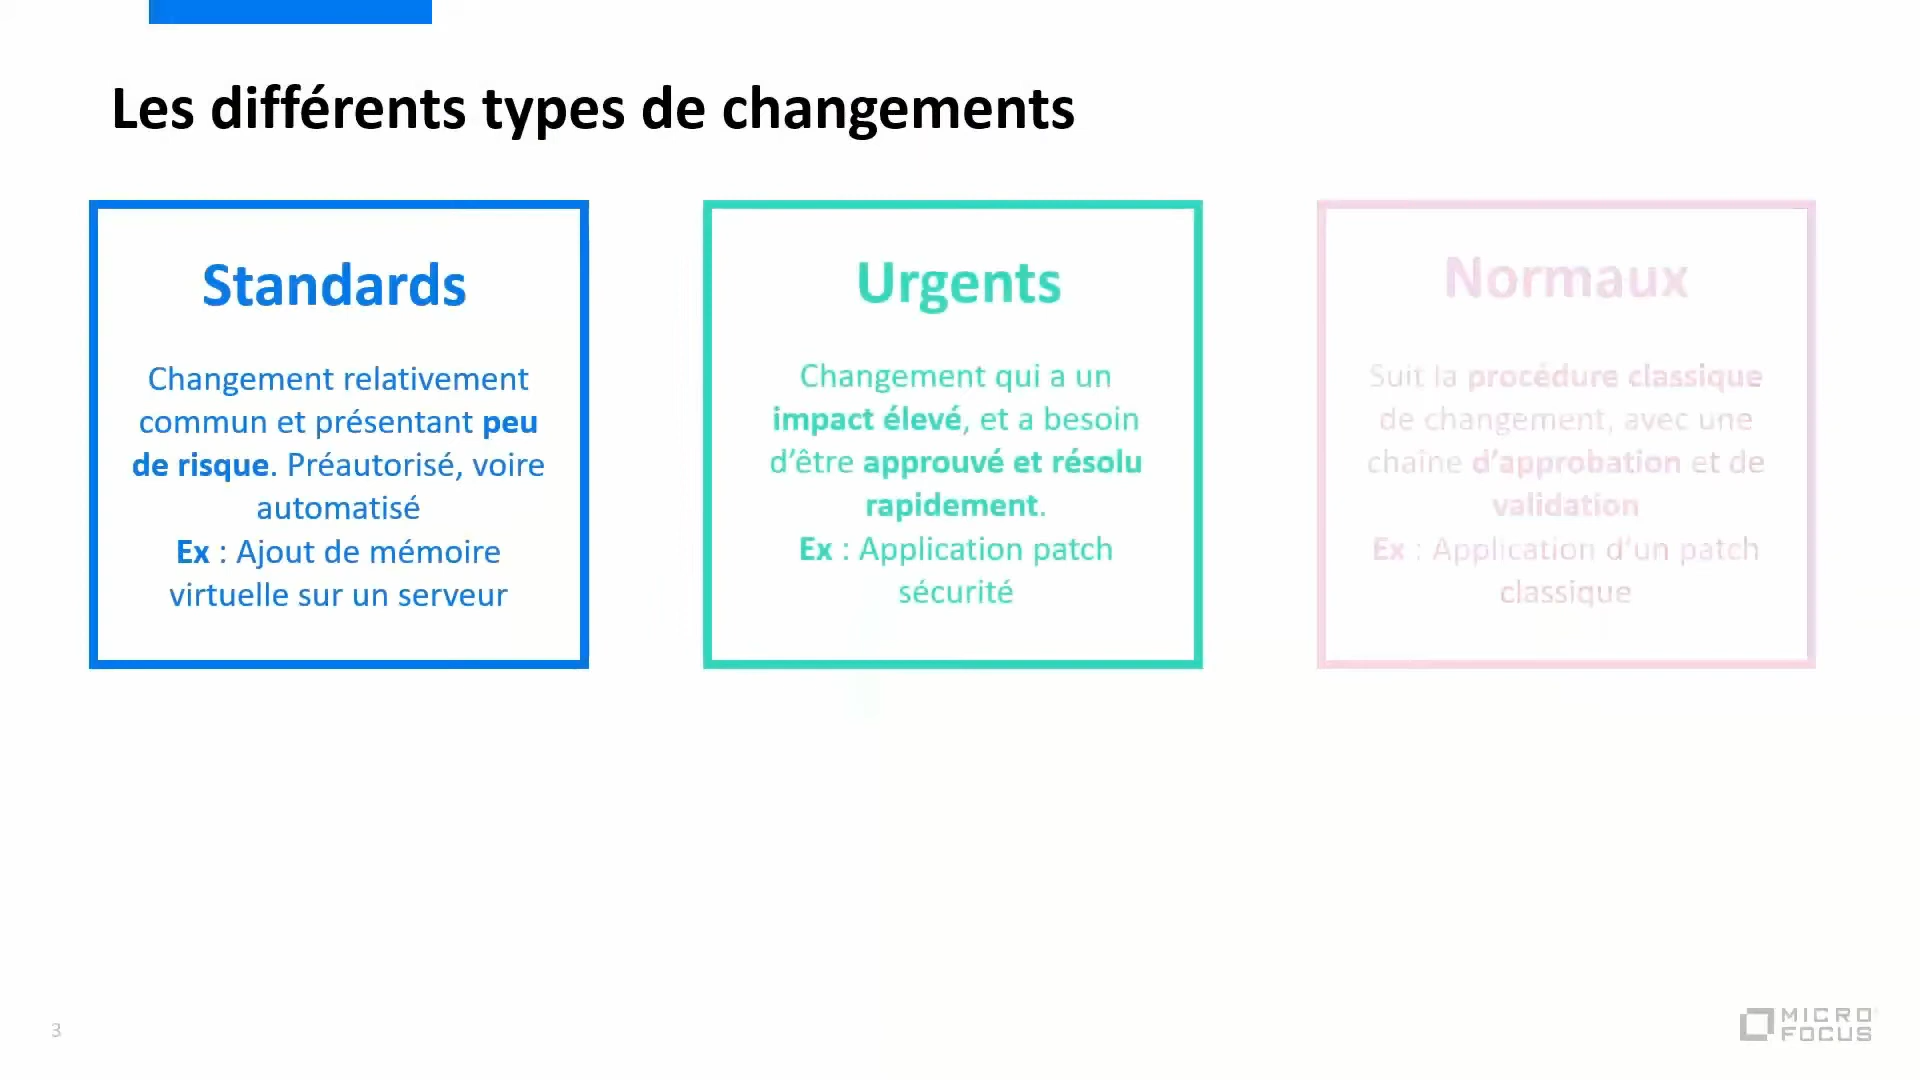 Les différents types de changements
Standards
Changement relativement
commun et présentant peu
de risque. Préautorisé, voire
automatisé
Ex : Ajout de mémoire
virtuelle sur un serveur
Urgents
Changement qui a un
impact élevé, et a besoin
d’être approuvé et résolu
rapidement.
Ex : Application patch
sécurité
Normaux
Suit la procédure classique
de changement, avec une
chaîne d’approbation et de
validation
Ex : Application d’un patch
classique
3
MICRO
FOCUS